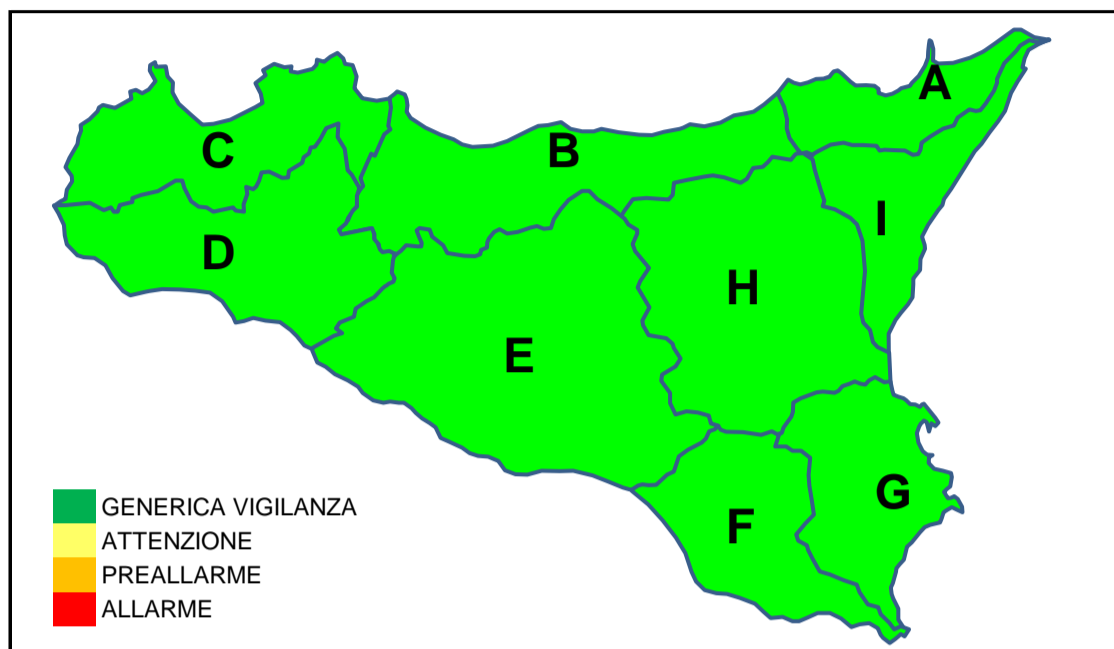 A
C
B
I
D
H
E
G
F
GENERICA VIGILANZA
ATTENZIONE
PREALLARME
ALLARME